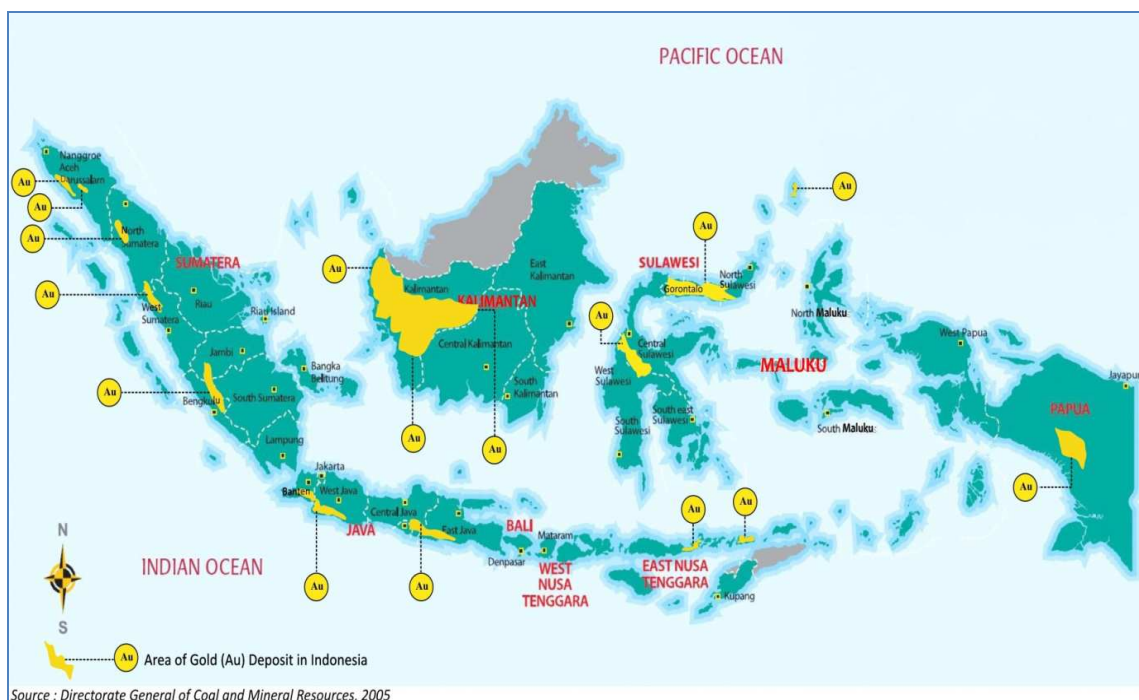 PACIFIC OCEAN
Nanggroe
Aceh
Darussalam
Au
Au
Au
North
Sumatera
SUMATERA
Au
Riau
West
Sumatera
Riau Island
Jambi
Bangka
Belitung
Au
Bengkulu
South Sumatera
Lampung
Au
Kalimantan
KALIMANTAN
East
Kalimantan
Central Kalimantan
South
Kalimantan
Au
Au
SULAWESI
Au
Gorontalo
North
Sulawesi
Au
Au
Central
Sulawesi
West
Sulawesi
South
Sulawesi
South east
Sulawesi
North Maluku
MALUKU
South Maluku
West Papua
Jayapur
PAPUA
Au
Jakarta
Banten
West Java
Central Java
JAVA
East Java
Au
Au
BALI
Denpasar
Mataram
WEST
NUSA
TENGGARA
Au
Au
EAST NUSA
TENGGARA
Kupang
INDIAN OCEAN
N
S
Au Area of Gold (Au) Deposit in Indonesia
Source : Directorate General of Coal and Mineral Resources, 2005